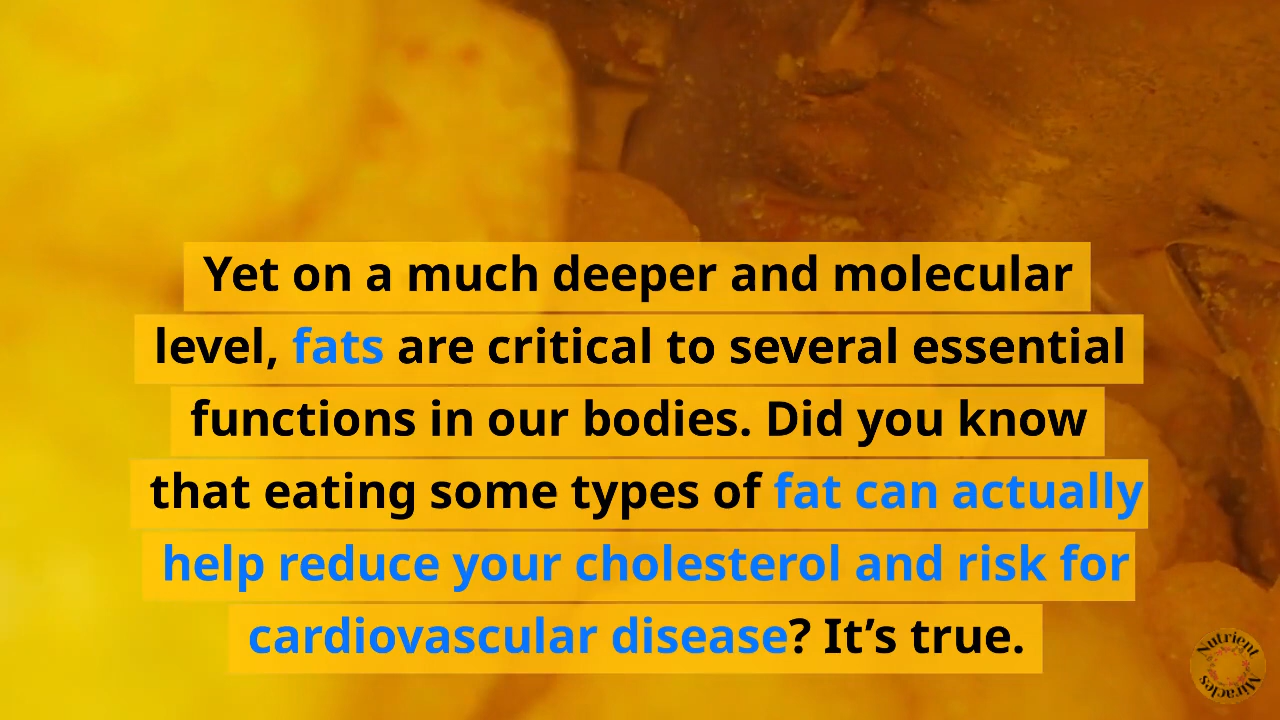 Yet on a much deeper and molecular
level, fats are critical to several essential
functions in our bodies. Did you know
that eating some types of fat can actually
help reduce your cholesterol and risk for
cardiovascular disease? It’s true.
Nutrient
Miracles